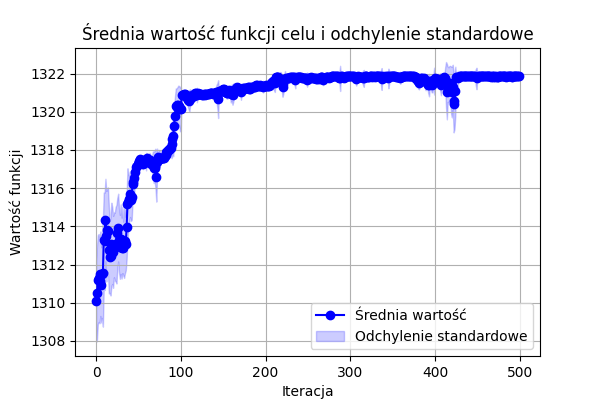 Średnia wartość funkcji celu i odchylenie standardowe
Wartość funkcji
1322
1320
1318
1316
1314
1312
1310
1308
0 100 200 300 400 500
Iteracja
Średnia wartość
Odchylenie standardowe